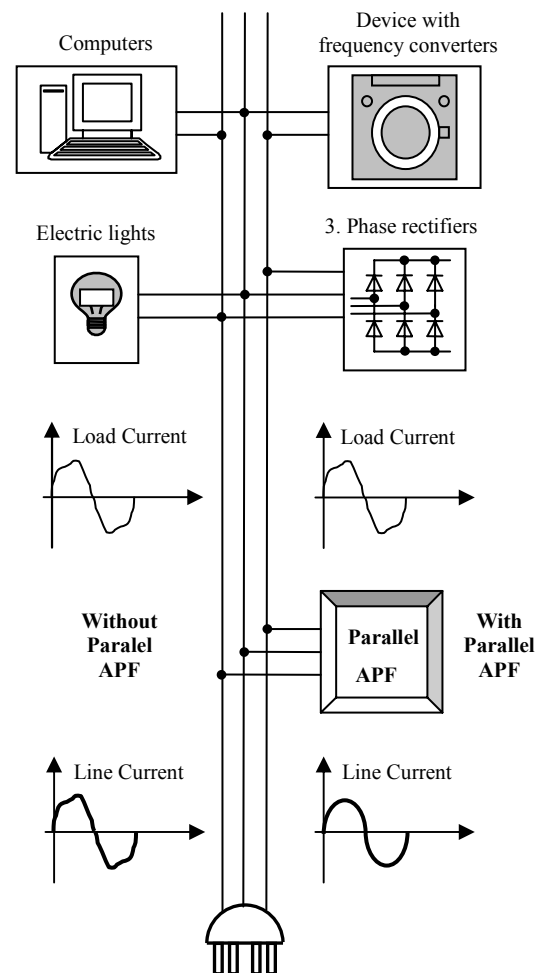 Computers
Device with
frequency converters
Electric lights
3. Phase rectifiers
Load Current
Load Current
Without
Paralel
APF
Parallel
APF
With
Parallel
APF
Line Current
Line Current